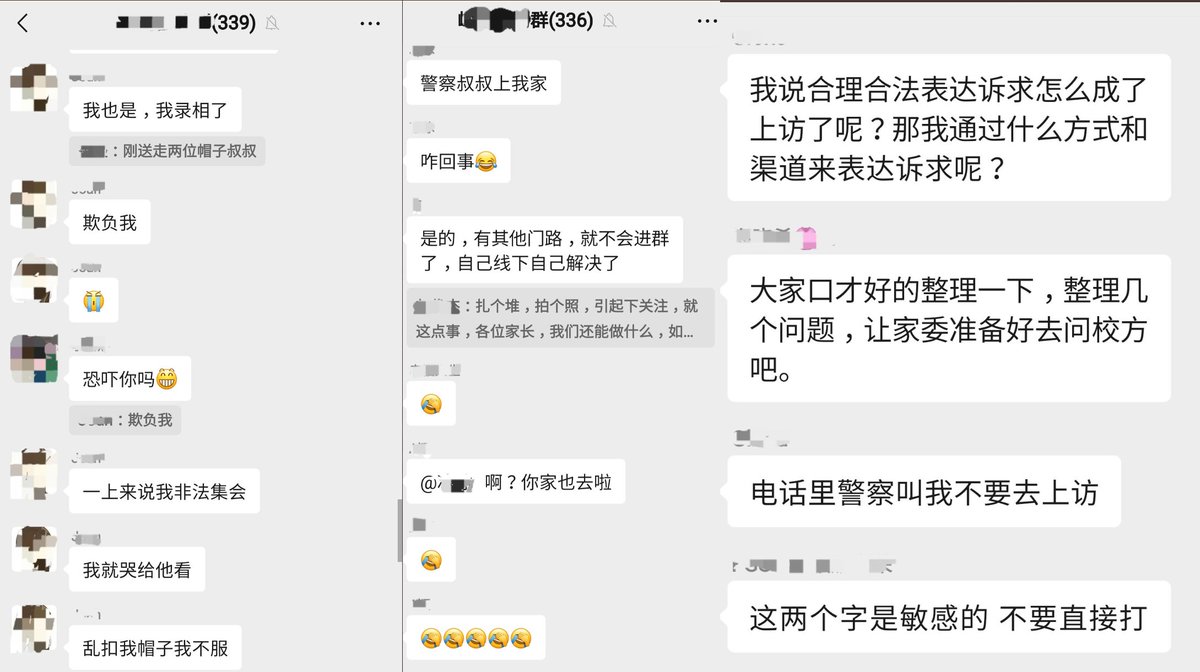 (339)
我也是，我录相了
：刚送走两位帽子叔叔
欺负我
恐吓你吗
：欺负我
一上来说我非法集会
我就哭给他看
乱扣我帽子我不服
群(336)
警察叔叔上我家
咋回事
是的，有其他门路，就不会进群
了，自己线下自己解决了
：扎个堆，拍个照，引起下关注，就
这点事，各位家长，我们还能做什么，如...
@
啊？你家也去啦
我说合理合法表达诉求怎么成了
上访了呢？那我通过什么方式和
渠道来表达诉求呢？
大家口才好的整理一下，整理几
个问题，让家委准备好去问校方
吧。
电话里警察叫我不要去上访
这两个字是敏感的 不要直接打